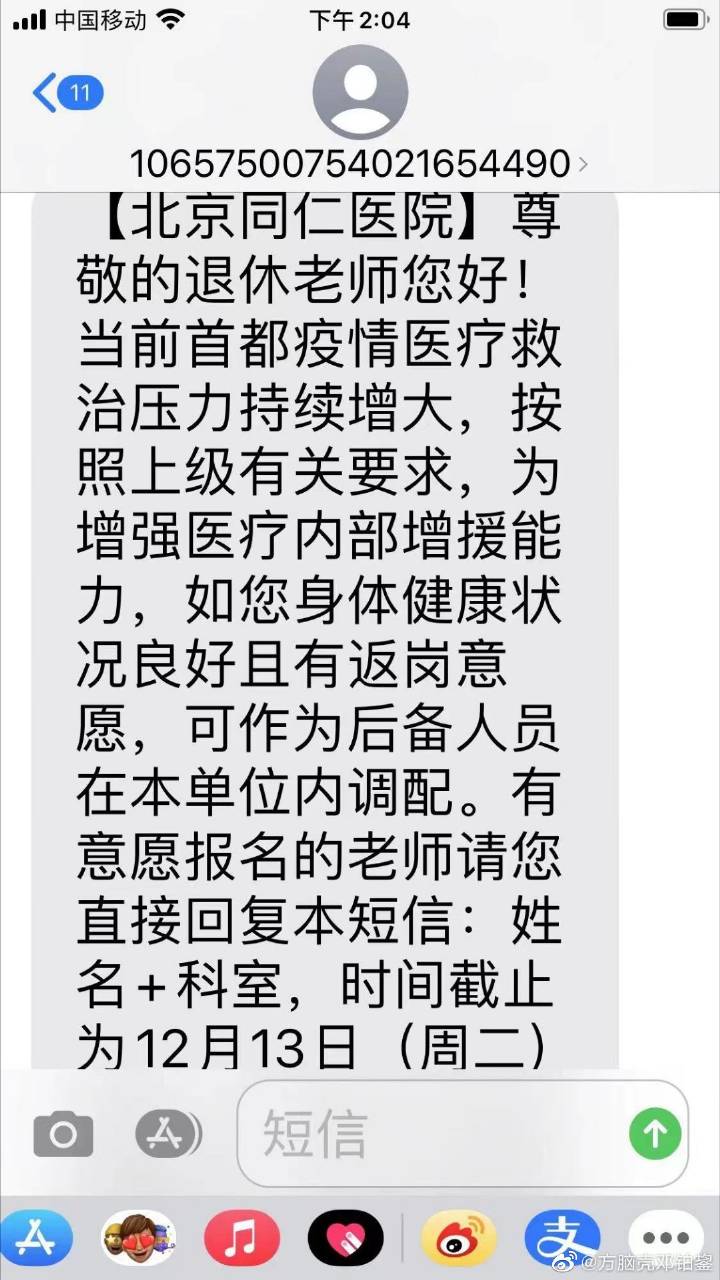 中国移动
下午2:04
11
10657500754021654490
【北京同仁医院】尊
敬的退休老师您好！
当前首都疫情医疗救
治压力持续增大，按
照上级有关要求，为
增强医疗内部增援能
力，如您身体健康状
况良好且有返岗意
愿，可作为后备人员
在本单位内调配。有
意愿报名的老师请您
直接回复本短信：姓
名+科室，时间截止
为12月13日（周二）
短信
支
@方脑壳邓铂鋆